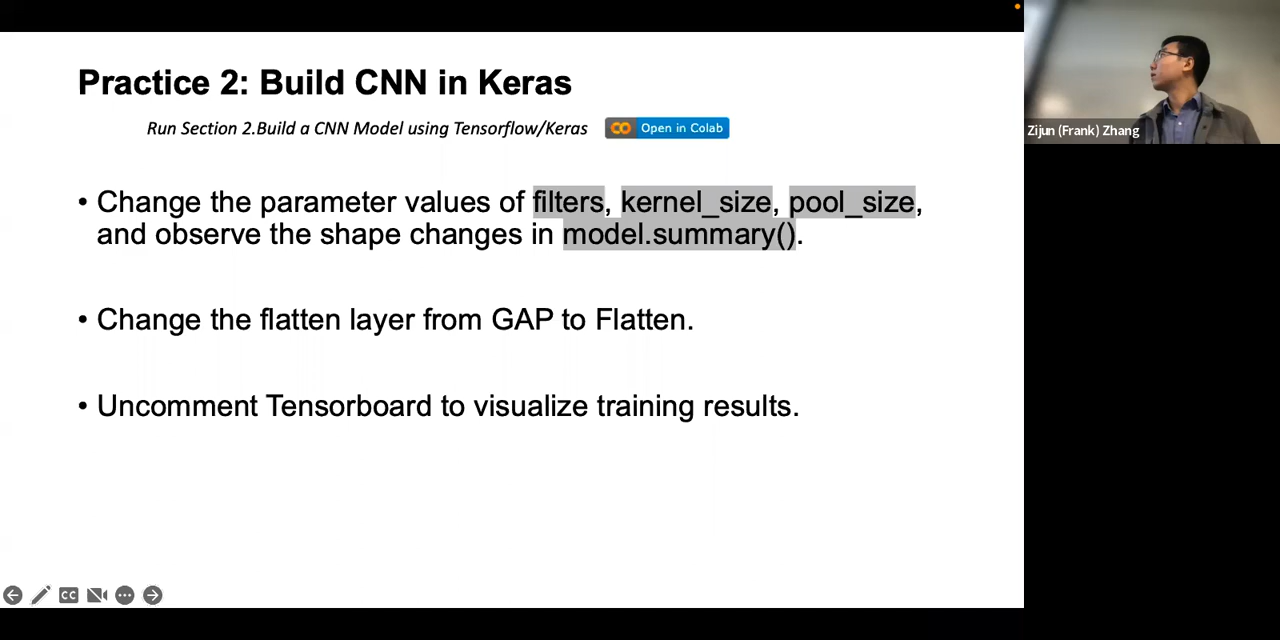 Practice 2: Build CNN in Keras
Run Section 2.Build a CNN Model using Tensorflow/Keras
Open in Colab
• Change the parameter values of filters, kernel_size, pool_size,
and observe the shape changes in model.summary().
• Change the flatten layer from GAP to Flatten.
• Uncomment Tensorboard to visualize training results.
CC
Zijun (Frank) Zhang